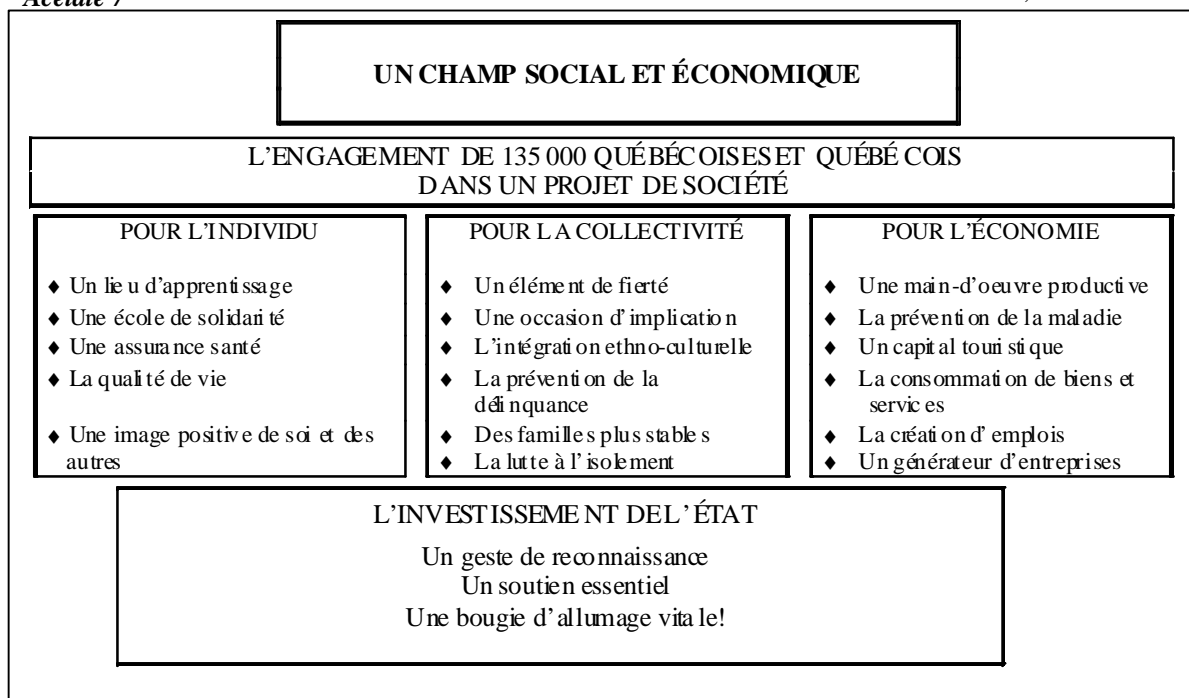 Acétate 7
UN CHAMP SOCIAL ET ÉCONOMIQUE
L'ENGAGEMENT DE 135 000 QUÉBÉCOISES ET QUÉBÉCOIS
DANS UN PROJET DE SOCIÉTÉ
POUR L'INDIVIDU
♦ Un lieu d'apprentissage
♦ Une école de solidarité
♦ Une assurance santé
♦ La qualité de vie
♦ Une image positive de soi et des
autres
POUR LA COLLECTIVITÉ
♦ Un élément de fierté
♦ Une occasion d'implication
♦ L'intégration ethno-culturelle
♦ La prévention de la
délinquance
♦ Des familles plus stables
♦ La lutte à l'isolement
POUR L'ÉCONOMIE
♦ Une main-d'oeuvre productive
♦ La prévention de la maladie
♦ Un capital touristique
♦ La consommation de biens et
services
♦ La création d'emplois
♦ Un générateur d'entreprises
L'INVESTISSEMENT DE L'ÉTAT
Un geste de reconnaissance
Un soutien essentiel
Une bougie d'allumage vitale!